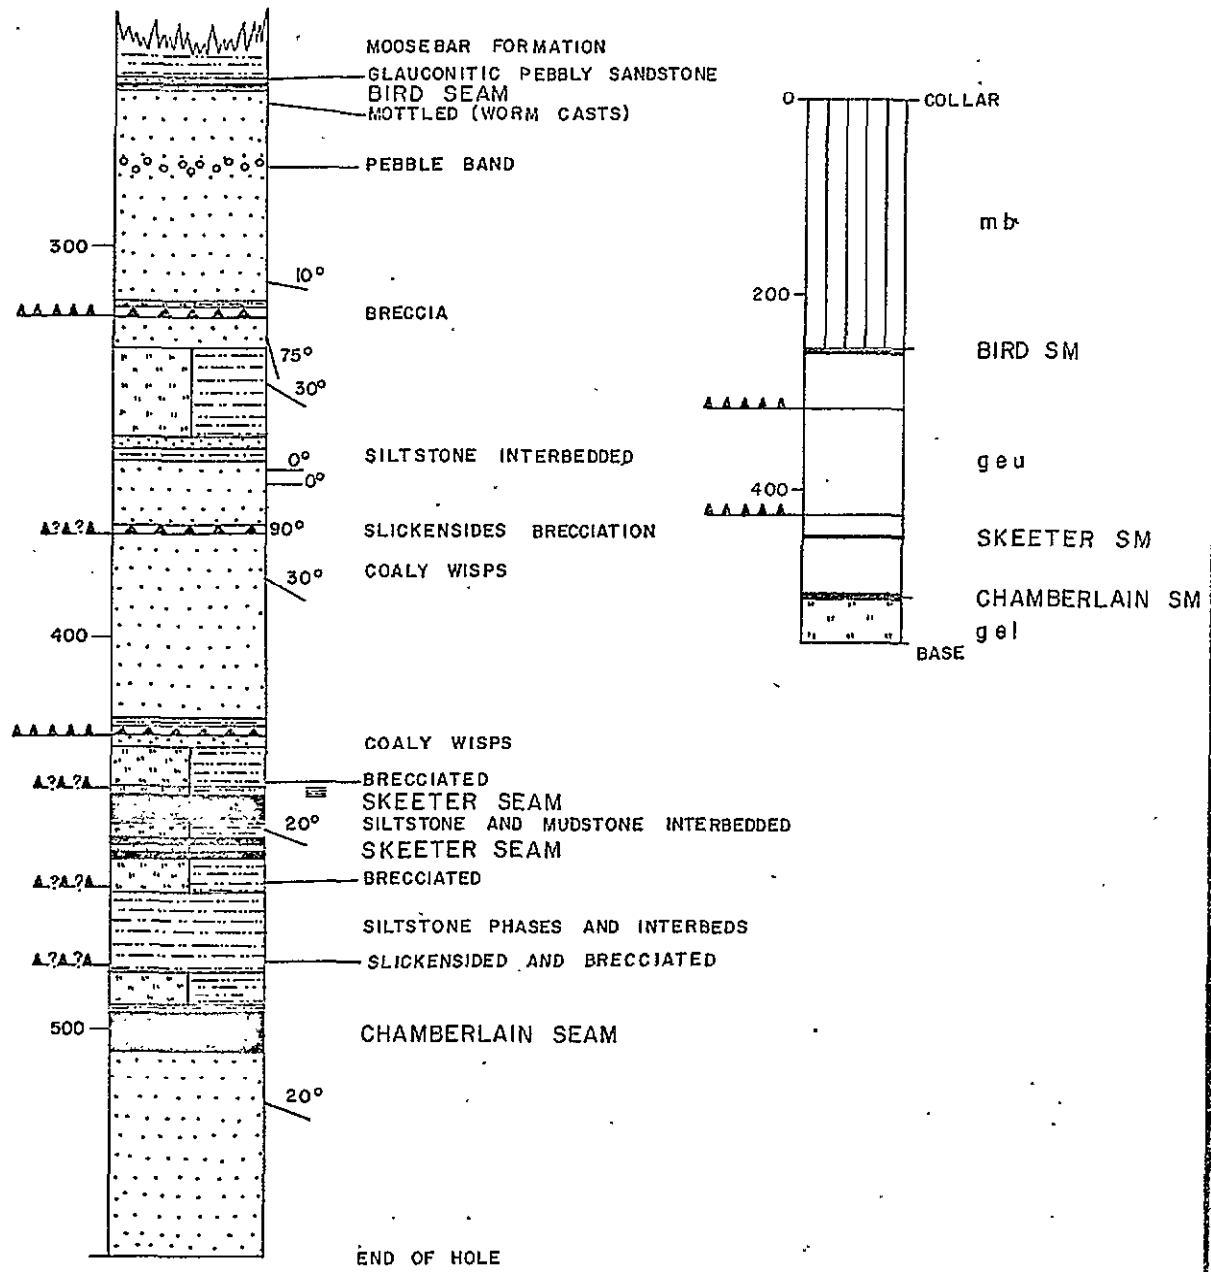 MOOSEBAR FORMATION
GLAUCONITIC PEBBLY SANDSTONE
BIRD SEAM
MOTTLED (WORM CASTS)
PEBBLE BAND
300
10°
BRECCIA
75°
30°
SILTSTONE INTERBEDDED
0°
0°
?
?
90°
SLICKENSIDES BRECCIATION
COALY WISPS
30°
400
COALY WISPS
BRECCIATED
?
?
SKEETER SEAM
20°
SILTSTONE AND MUDSTONE INTERBEDDED
SKEETER SEAM
BRECCIATED
?
?
SILTSTONE PHASES AND INTERBEDS
SLICKENSIDED AND BRECCIATED
?
?
500
CHAMBERLAIN SEAM
20°
END OF HOLE
0
COLLAR
mb
200
BIRD SM
geu
400
SKEETER SM
CHAMBERLAIN SM
gel
BASE